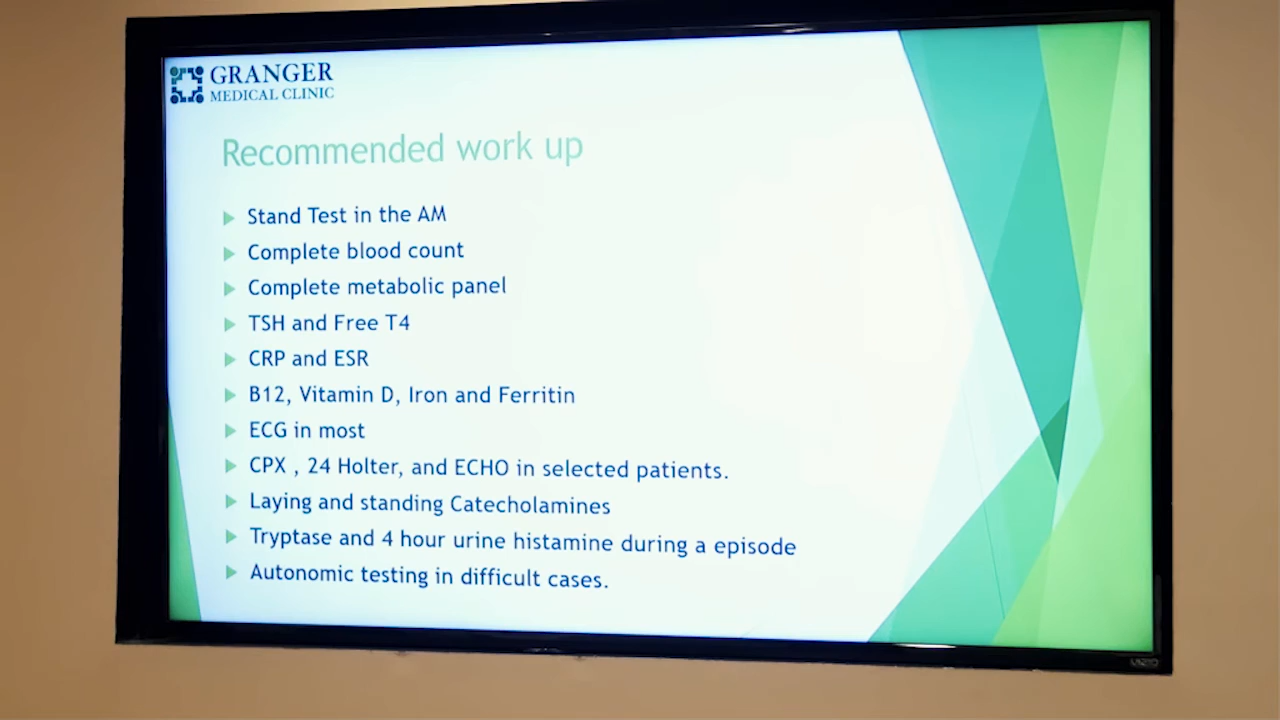 GRANGER
MEDICAL CLINIC
Recommended work up
Stand Test in the AM
Complete blood count
Complete metabolic panel
TSH and Free T4
CRP and ESR
B12, Vitamin D, Iron and Ferritin
ECG in most
CPX , 24 Holter, and ECHO in selected patients.
Laying and standing Catecholamines
Tryptase and 4 hour urine histamine during a episode
Autonomic testing in difficult cases.
VIZIO